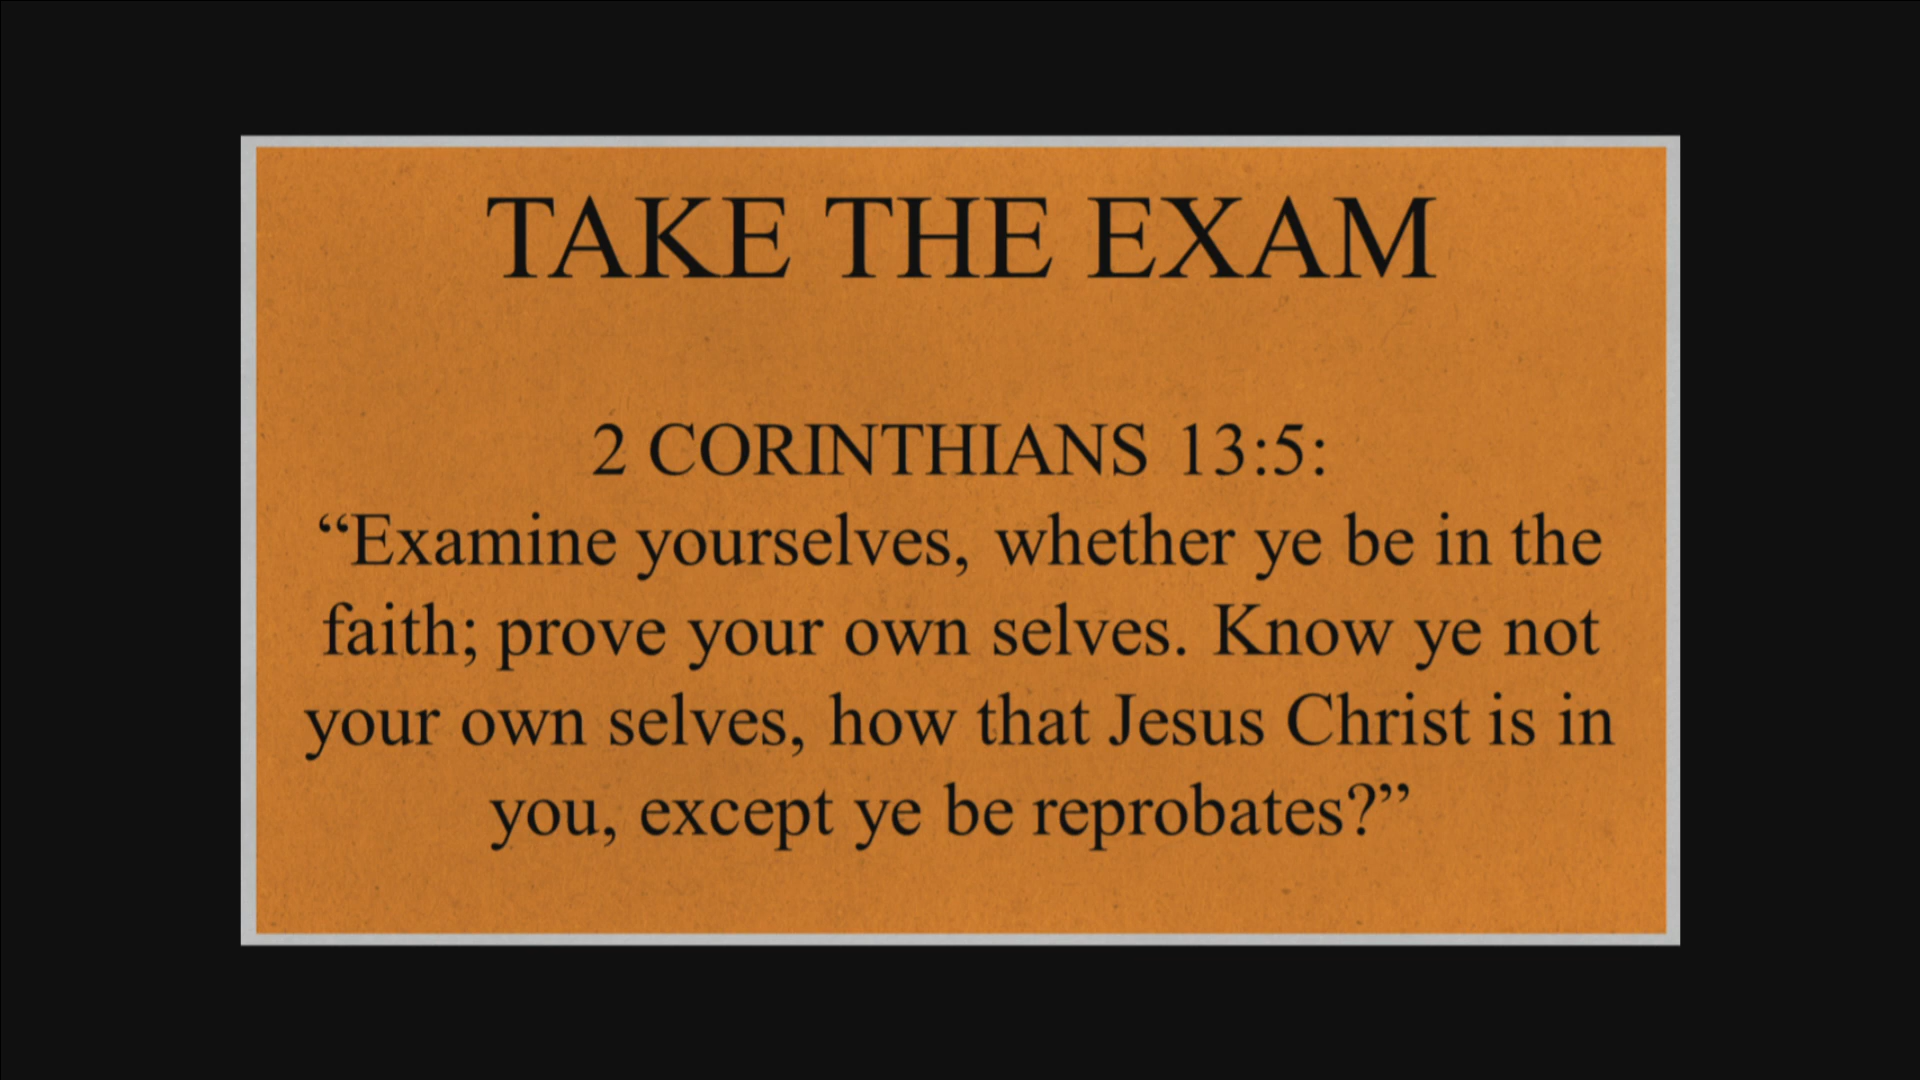 TAKE THE EXAM
2 CORINTHIANS 13:5:
“Examine yourselves, whether ye be in the
faith; prove your own selves. Know ye not
your own selves, how that Jesus Christ is in
you, except ye be reprobates?”